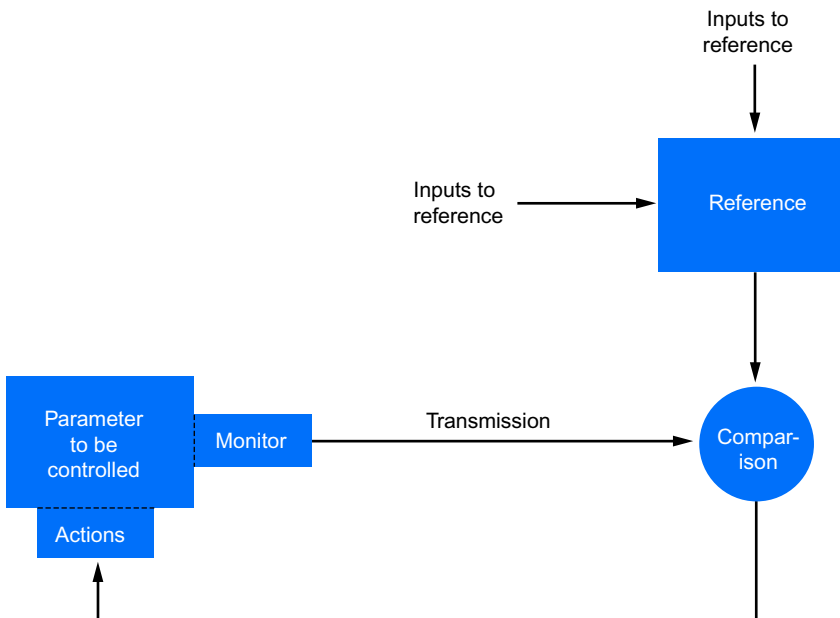 Inputs to
reference
Inputs to
reference
Reference
Parameter
to be
controlled
Monitor
Transmission
Compar-
ison
Actions